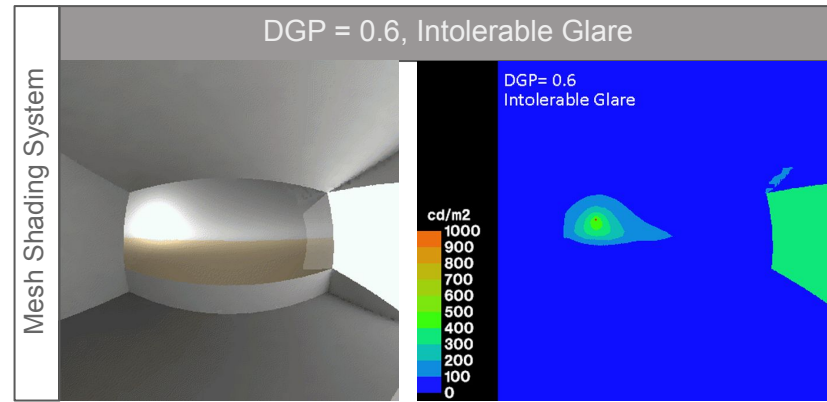 DGP = 0.6, Intolerable Glare
Mesh Shading System
DGP= 0.6
Intolerable Glare
cd/m2
1000
900
800
700
600
500
400
300
200
100
0